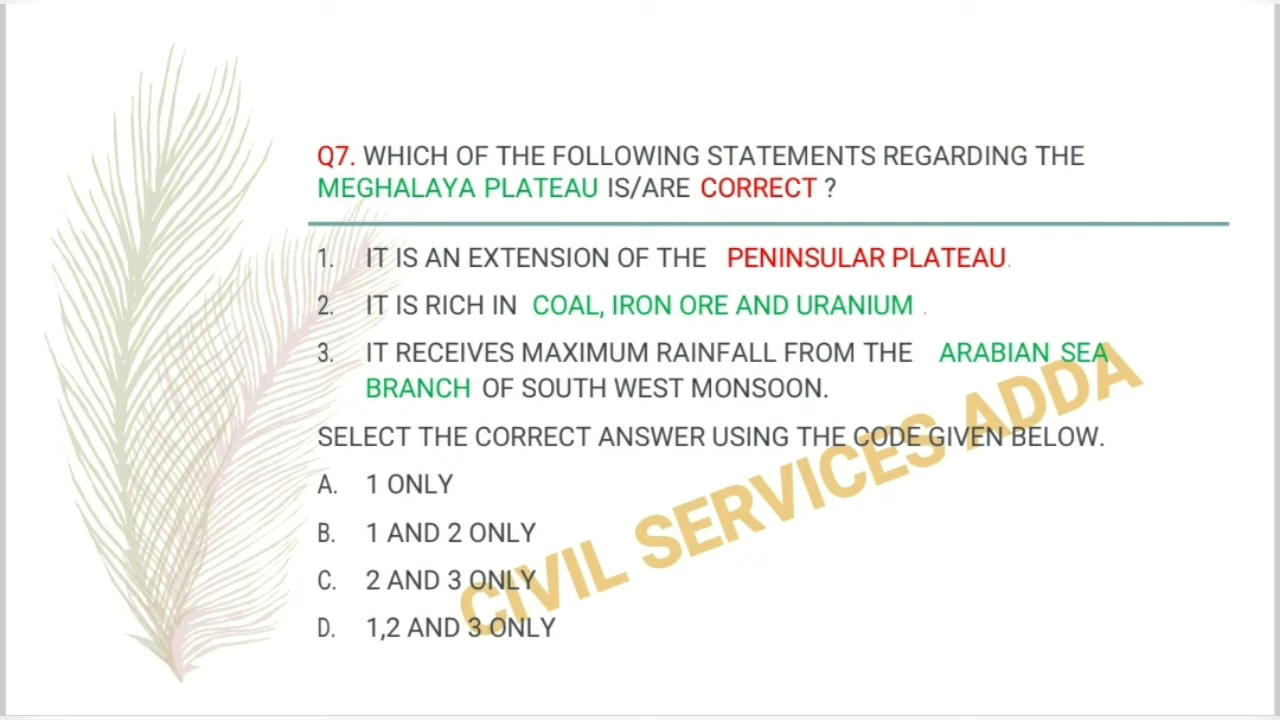 Q7. WHICH OF THE FOLLOWING STATEMENTS REGARDING THE
MEGHALAYA PLATEAU IS/ARE CORRECT ?
1. IT IS AN EXTENSION OF THE PENINSULAR PLATEAU.
2. IT IS RICH IN COAL, IRON ORE AND URANIUM .
3. IT RECEIVES MAXIMUM RAINFALL FROM THE ARABIAN SEA
BRANCH OF SOUTH WEST MONSOON.
SELECT THE CORRECT ANSWER USING THE CODE GIVEN BELOW.
A. 1 ONLY
B. 1 AND 2 ONLY
C. 2 AND 3 ONLY
D. 1,2 AND 3 ONLY
CIVIL SERVICES ADDA